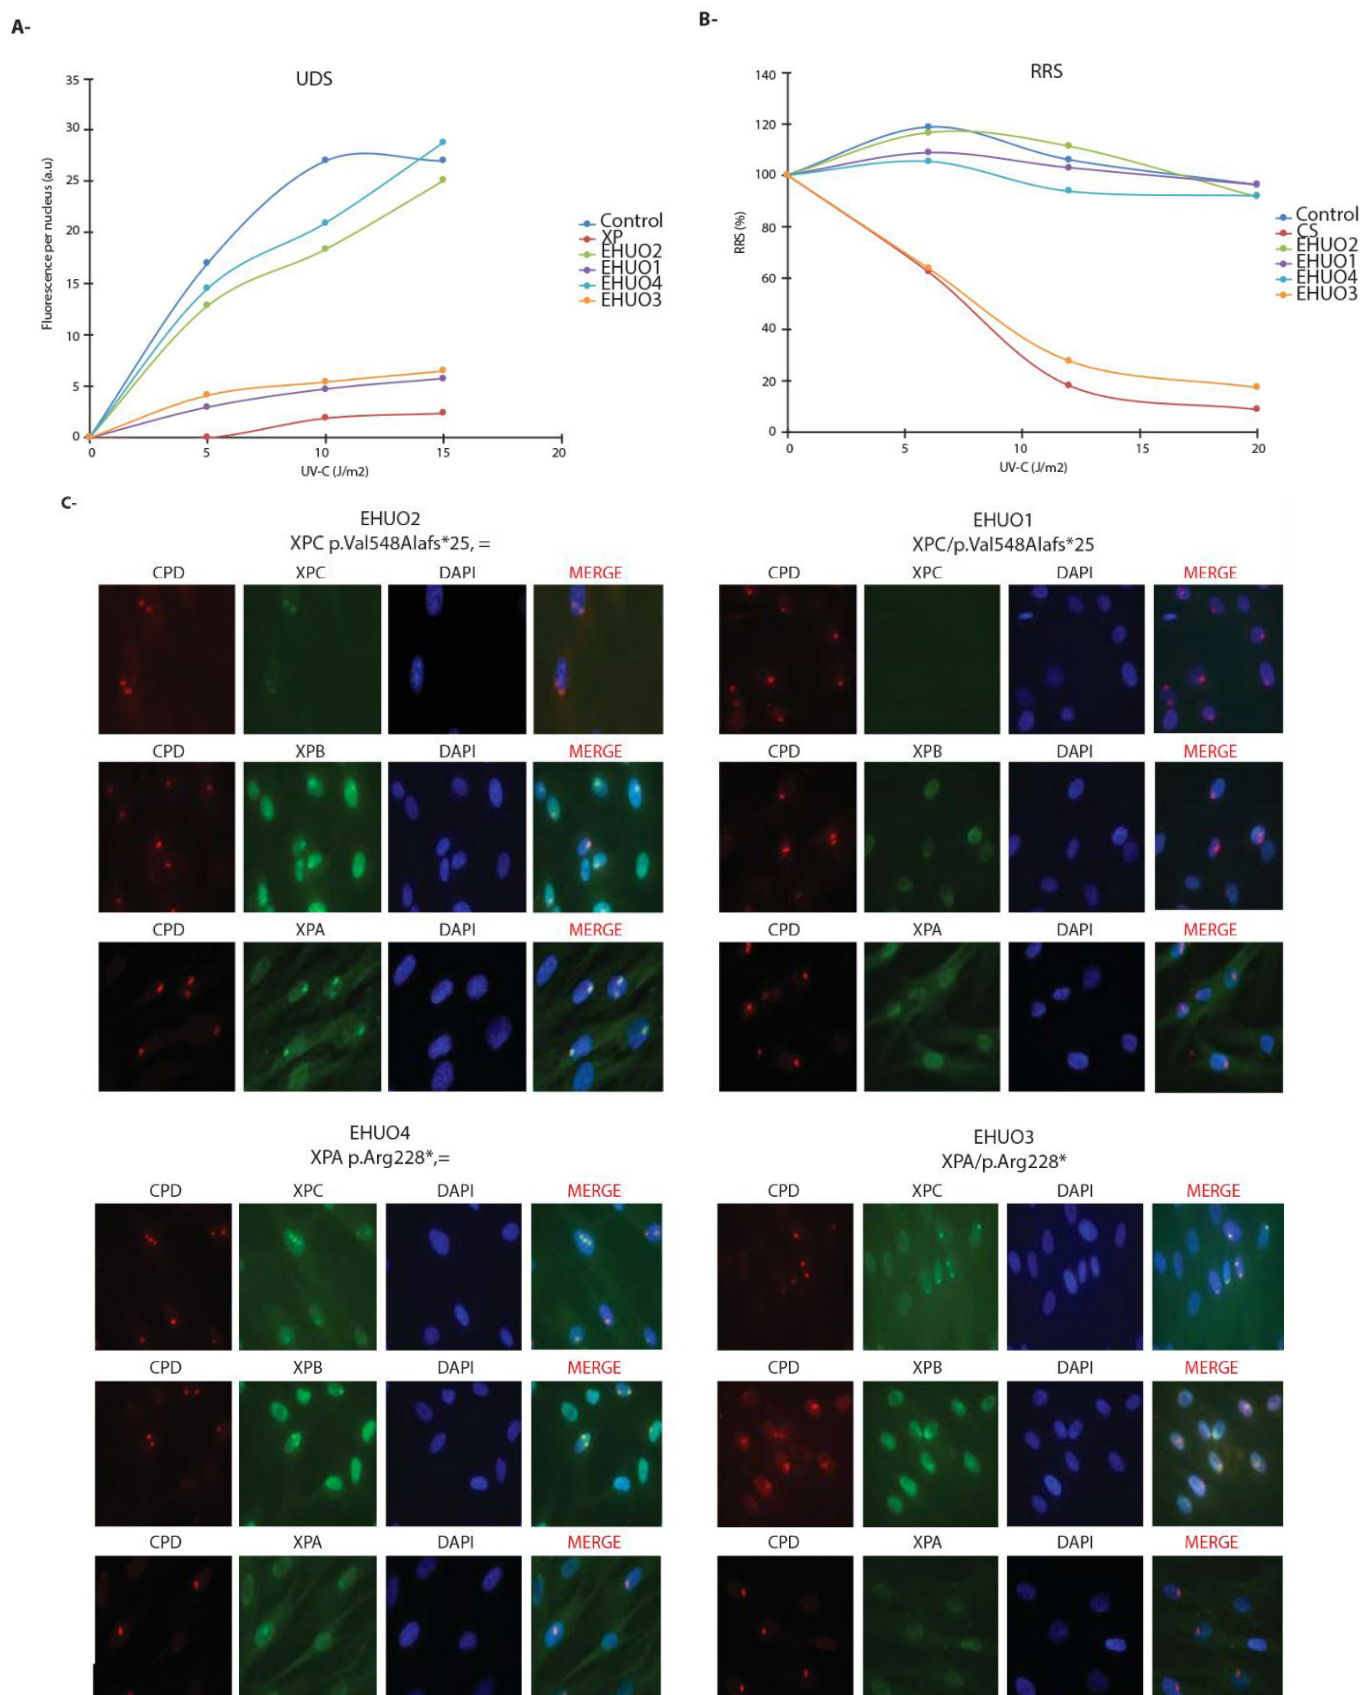 A-
UDS
35
30
25
20
15
10
5
0
Fluorescence per nucleus (a.u)
0 5 10 15 20
UV-C (J/m2)
Control
XP
EHUO2
EHUO1
EHUO4
EHUO3
B-
RRS
140
120
100
80
60
40
20
0
RRS (%)
0 5 10 15 20
UV-C (J/m2)
Control
CS
EHUO2
EHUO1
EHUO4
EHUO3
C-
EHUO2
XPC p.Val548Alafs*25, =
CPD XPC DAPI MERGE
CPD XPB DAPI MERGE
CPD XPA DAPI MERGE
EHUO1
XPC/p.Val548Alafs*25
CPD XPC DAPI MERGE
CPD XPB DAPI MERGE
CPD XPA DAPI MERGE
EHUO4
XPA p.Arg228*,=
CPD XPC DAPI MERGE
CPD XPB DAPI MERGE
CPD XPA DAPI MERGE
EHUO3
XPA/p.Arg228*
CPD XPC DAPI MERGE
CPD XPB DAPI MERGE
CPD XPA DAPI MERGE